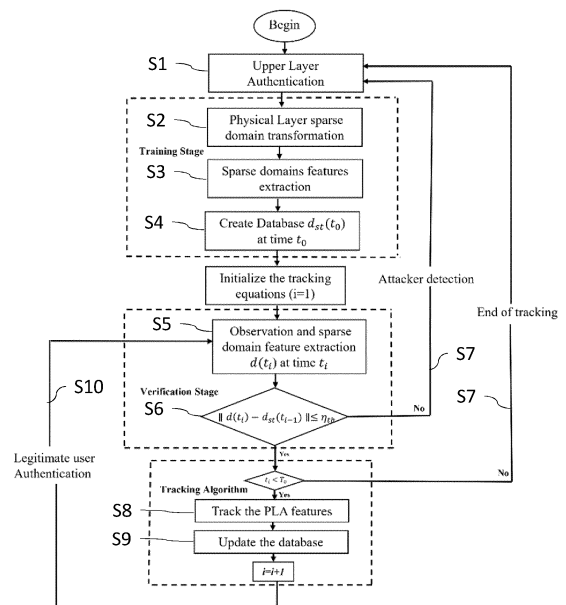 Begin
S1
Upper Layer
Authentication
S2
Physical Layer sparse
domain transformation
Training Stage
S3
Sparse domains features
extraction
S4
Create Database d_st(t_0)
at time t_0
Initialize the tracking
equations (i=1)
Attacker detection
End of tracking
S5
Observation and sparse
domain feature extraction
d(t_i) at time t_i
S7
S7
S10
Verification Stage
S6
‖ d(t_i) − d_st(t_{i−1}) ‖≤ η_th
No
Yes
Legitimate user
Authentication
t_i < T_0
No
Tracking Algorithm
Yes
S8
Track the PLA features
S9
Update the database
i=i+1